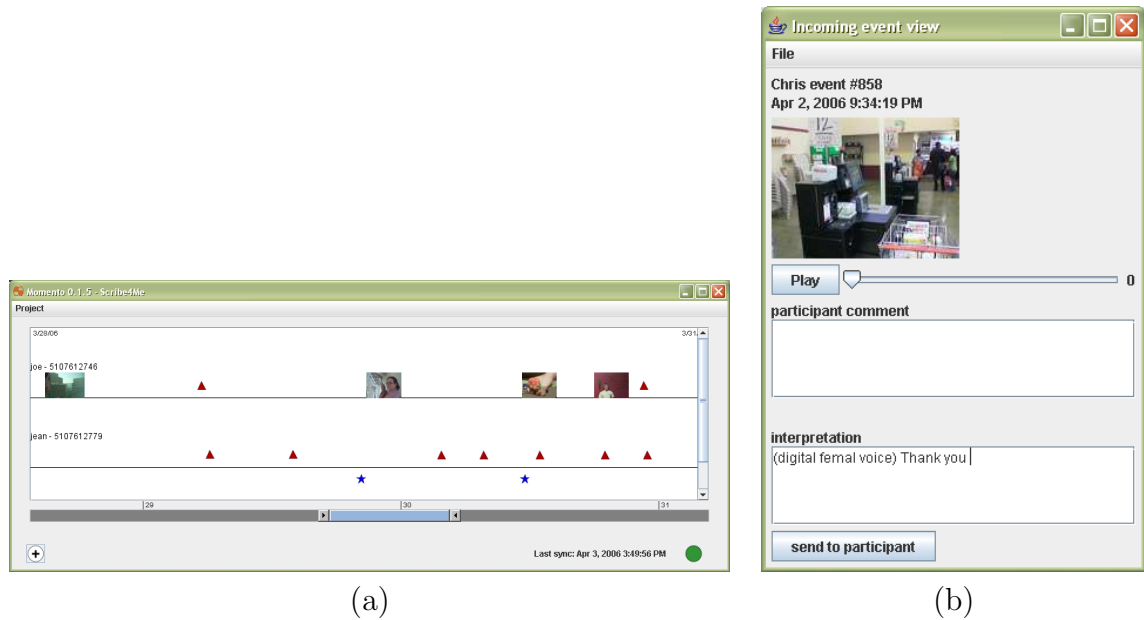 Momento 0.1.5 - Scribe4Me
Project
3/28/06
3/31
joe - 5107612746
jean - 5107612779
29
30
31
Last sync: Apr 3, 2006 3:49:56 PM
(a)
Incoming event view
File
Chris event #858
Apr 2, 2006 9:34:19 PM
12
12
Play
0
participant comment
interpretation
(digital femal voice) Thank you
send to participant
(b)